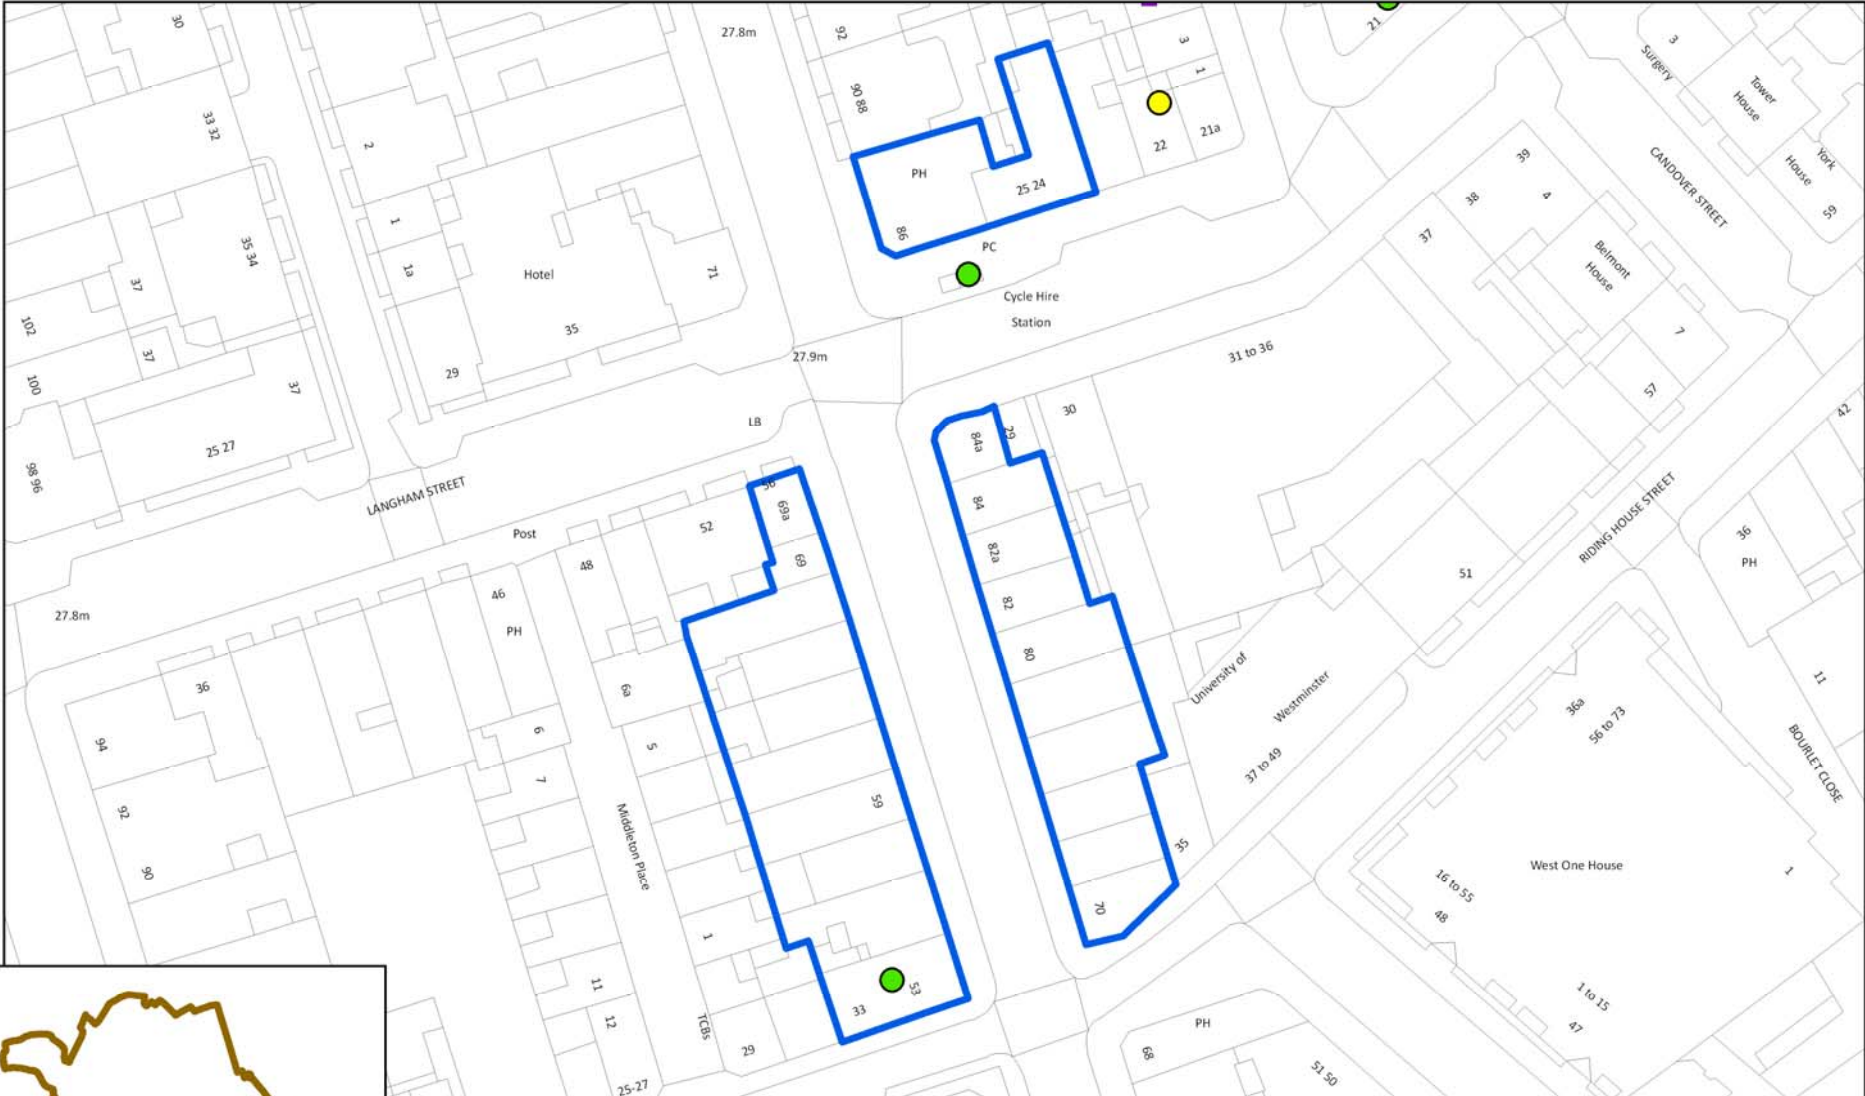 30
27.8m
92
3
1
21
3
Surgery
Tower
House
York
House
59
33 32
2
90 88
22
21a
39
38
4
CANDOVER STREET
37
1
35 34
1a
Hotel
71
PH
25 24
86
PC
Cycle Hire
Station
Belmont
House
7
57
42
102
37
37
100
37
35
29
27.9m
31 to 36
25 27
98 96
LANGHAM STREET
LB
84a
29
30
Post
52
56
69a
69
84
82a
82
80
48
46
PH
27.8m
51
RIDING HOUSE STREET
36
PH
11
36
6a
5
6
7
94
92
90
University of
Westminster
37 to 49
36a
56 to 73
BOURLET CLOSE
Middleton Place
59
35
70
West One House
1
16 to 55
48
1 to 15
47
1
11
12
TCBs
29
25-27
33
53
PH
68
51 50